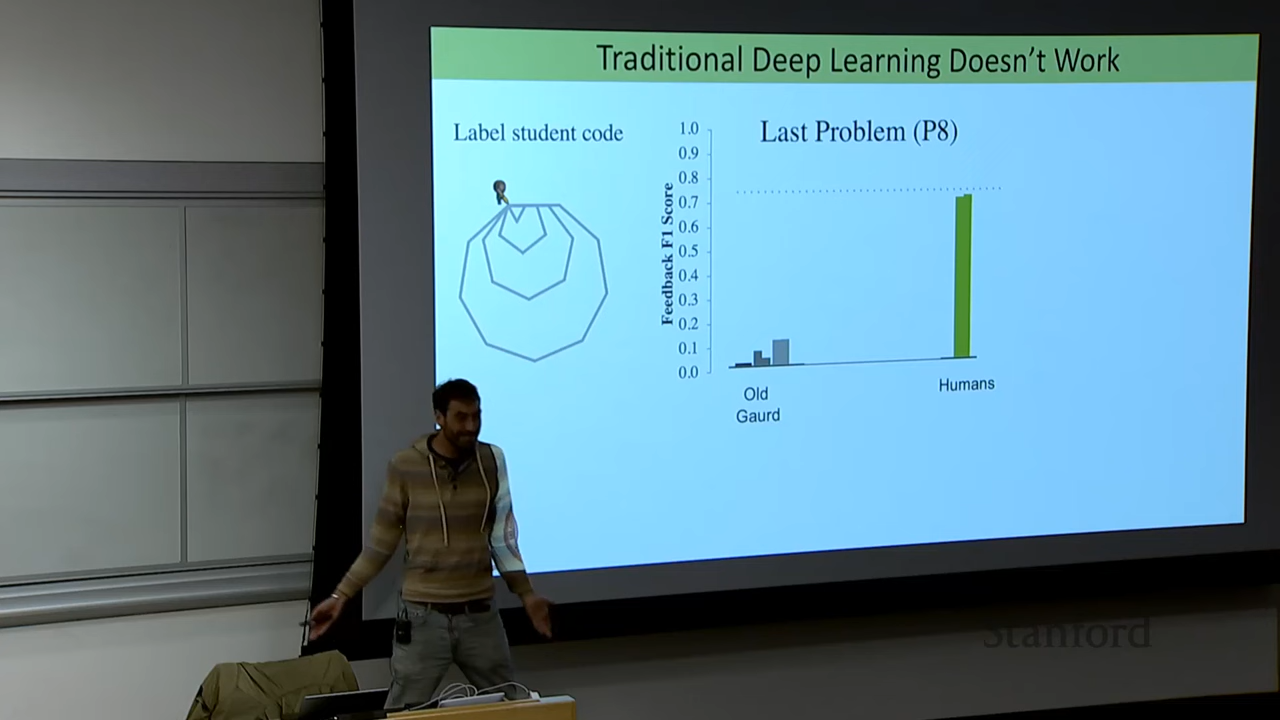 Traditional Deep Learning Doesn't Work
Label student code
Last Problem (P8)
Feedback F1 Score
1.0
0.9
0.8
0.7
0.6
0.5
0.4
0.3
0.2
0.1
0.0
Old
Gaurd
Humans
Stanford